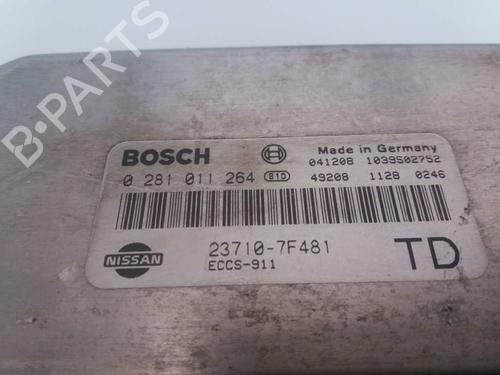 B-PARTS
BOSCH
Made in Germany
041208 1039S02752
0 281 011 264 810
49208 1128 0246
23710-7F481
ECCS-911
NISSAN
TD